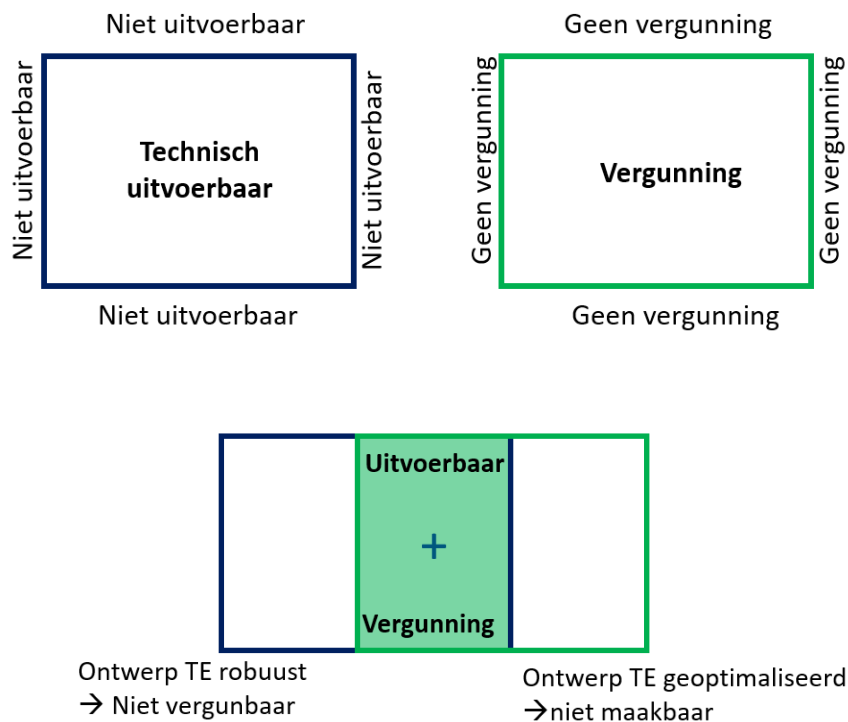 Niet uitvoerbaar
Niet uitvoerbaar
Technisch
uitvoerbaar
Niet uitvoerbaar
Niet uitvoerbaar
Geen vergunning
Geen vergunning
Vergunning
Geen vergunning
Geen vergunning
Uitvoerbaar
+
Vergunning
Ontwerp TE robuust
→ Niet vergunbaar
Ontwerp TE geoptimaliseerd
→niet maakbaar